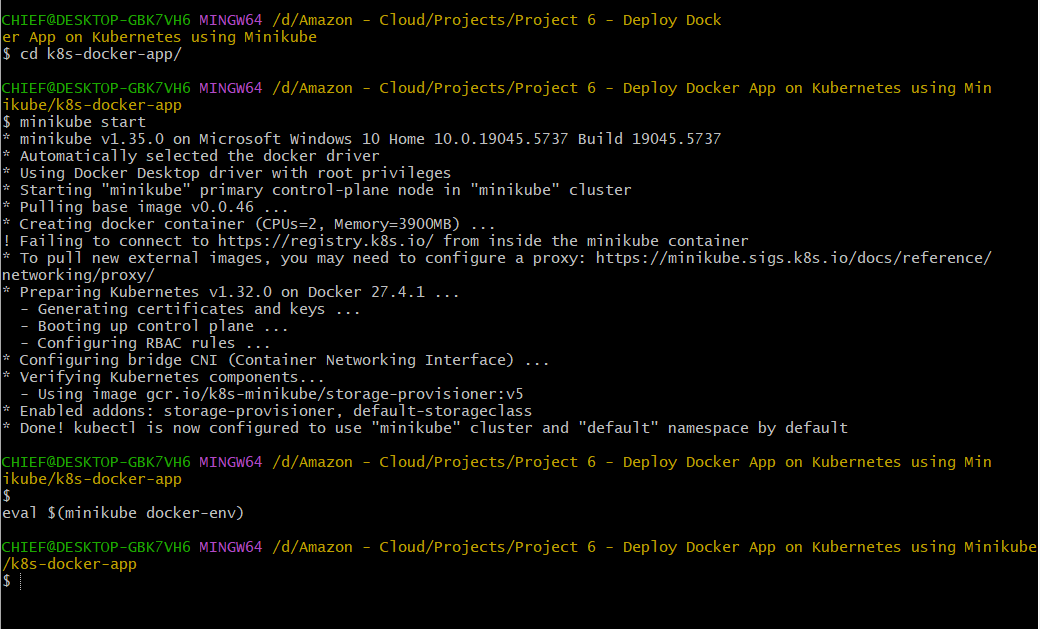 CHIEF@DESKTOP-GBK7VH6 MINGW64 /d/Amazon - Cloud/Projects/Project 6 - Deploy Dock
er App on Kubernetes using Minikube
$ cd k8s-docker-app/
CHIEF@DESKTOP-GBK7VH6 MINGW64 /d/Amazon - Cloud/Projects/Project 6 - Deploy Docker App on Kubernetes using Min
ikube/k8s-docker-app
$ minikube start
* minikube v1.35.0 on Microsoft Windows 10 Home 10.0.19045.5737 Build 19045.5737
* Automatically selected the docker driver
* Using Docker Desktop driver with root privileges
* Starting "minikube" primary control-plane node in "minikube" cluster
* Pulling base image v0.0.46 ...
* Creating docker container (CPUs=2, Memory=3900MB) ...
! Failing to connect to https://registry.k8s.io/ from inside the minikube container
* To pull new external images, you may need to configure a proxy: https://minikube.sigs.k8s.io/docs/reference/
networking/proxy/
* Preparing Kubernetes v1.32.0 on Docker 27.4.1 ...
  - Generating certificates and keys ...
  - Booting up control plane ...
  - Configuring RBAC rules ...
* Configuring bridge CNI (Container Networking Interface) ...
* Verifying Kubernetes components...
  - Using image gcr.io/k8s-minikube/storage-provisioner:v5
* Enabled addons: storage-provisioner, default-storageclass
* Done! kubectl is now configured to use "minikube" cluster and "default" namespace by default
CHIEF@DESKTOP-GBK7VH6 MINGW64 /d/Amazon - Cloud/Projects/Project 6 - Deploy Docker App on Kubernetes using Min
ikube/k8s-docker-app
$
eval $(minikube docker-env)
CHIEF@DESKTOP-GBK7VH6 MINGW64 /d/Amazon - Cloud/Projects/Project 6 - Deploy Docker App on Kubernetes using Minikube
/k8s-docker-app
$